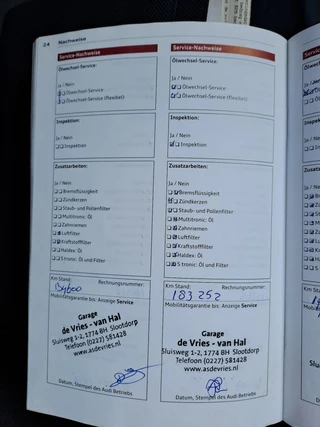 24 Nachweise
Service-Nachweise
Ölwechsel-Service:
Ja / Nein
Ölwechsel-Service
Ölwechsel-Service (flexibel)
Inspektion:
Ja / Nein
Inspektion
Zusatzarbeiten:
Ja / Nein
Bremsflüssigkeit
Zündkerzen
Staub- und Pollenfilter
Multitronic: Öl
Zahnriemen
Luftfilter
Kraftstofffilter
Haldex: Öl
S tronic: Öl und Filter
Km Stand: Rechnungsnummer:
Mobilitätsgarantie bis: Anzeige Service
Garage
de Vries - van Hal
Sluisweg 1-2, 1774 BH Slootdorp
Telefoon (0227) 581428
www.asdevries.nl
Datum, Stempel des Audi Betriebs
Service-Nachweise
Ölwechsel-Service:
Ja / Nein
Ölwechsel-Service
Ölwechsel-Service (flexibel)
Inspektion:
Ja / Nein
Inspektion
Zusatzarbeiten:
Ja / Nein
Bremsflüssigkeit
Zündkerzen
Staub- und Pollenfilter
Multitronic: Öl
Zahnriemen
Luftfilter
Kraftstofffilter
Haldex: Öl
S tronic: Öl und Filter
Km Stand: Rechnungsnummer:
183 252
Mobilitätsgarantie bis: Anzeige Service
Garage
de Vries - van Hal
Sluisweg 1-2, 1774 BH Slootdorp
Telefoon (0227) 581428
www.asdevries.nl
Datum, Stempel des Audi Betriebs